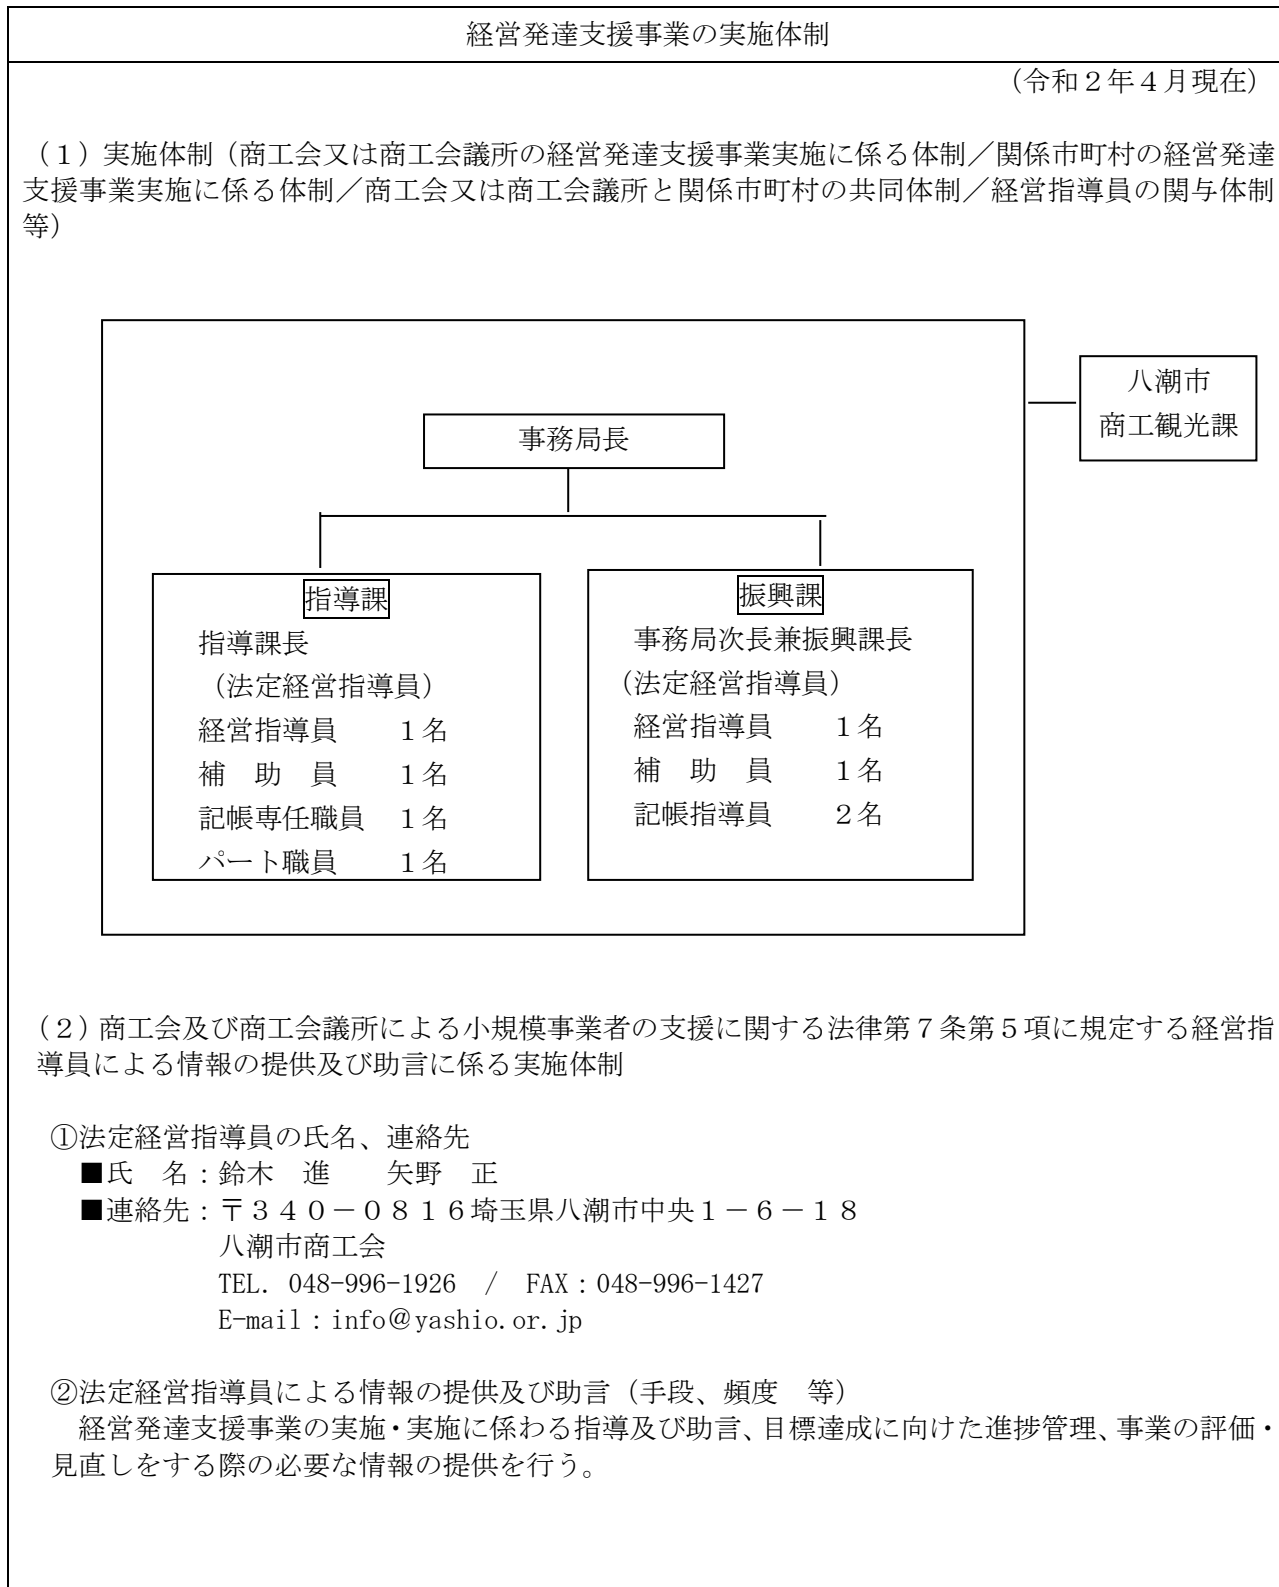 経営発達支援事業の実施体制
（令和２年４月現在）
（１）実施体制（商工会又は商工会議所の経営発達支援事業実施に係る体制／関係市町村の経営発達
支援事業実施に係る体制／商工会又は商工会議所と関係市町村の共同体制／経営指導員の関与体制
等）
八潮市
商工観光課
事務局長
指導課
指導課長
（法定経営指導員）
経営指導員　　１名
補　助　員　　１名
記帳専任職員　１名
パート職員　　１名
振興課
事務局次長兼振興課長
（法定経営指導員）
経営指導員　　１名
補　助　員　　１名
記帳指導員　　２名
（２）商工会及び商工会議所による小規模事業者の支援に関する法律第７条第５項に規定する経営指
導員による情報の提供及び助言に係る実施体制
①法定経営指導員の氏名、連絡先
■氏　名：鈴木　進　　矢野　正
■連絡先：〒３４０－０８１６埼玉県八潮市中央１－６－１８
八潮市商工会
TEL. 048-996-1926　/　FAX：048-996-1427
E-mail：info＠yashio.or.jp
②法定経営指導員による情報の提供及び助言（手段、頻度　等）
経営発達支援事業の実施・実施に係わる指導及び助言、目標達成に向けた進捗管理、事業の評価・
見直しをする際の必要な情報の提供を行う。